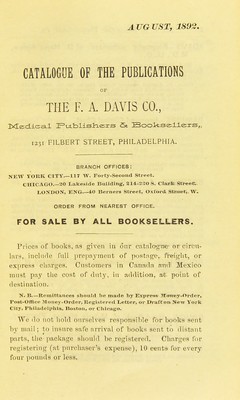 AUGUST, 1892.
CATALOGUE OF THE PUBLICATIONS
OF
THE F. A. DAVIS CO.,
Medical Publishers & Booksellers,
1231 FILBERT STREET, PHILADELPHIA.
BRANCH OFFICES:
NEW YORK CITY.—117 W. Forty-Second Street.
CHICAGO.—20 Lakeside Building, 214-220 S. Clark Street.
LONDON, ENG.—40 Berners Street, Oxford Street, W.
ORDER FROM NEAREST OFFICE.
FOR SALE BY ALL BOOKSELLERS.
Prices of books, as given in our catalogue or circu-
lars, include full prepayment of postage, freight, or
express charges. Customers in Canada and Mexico
must pay the cost of duty, in addition, at point of
destination.
N. B.—Remittances should be made by Express Money-Order,
Post-Office Money-Order, Registered Letter, or Draft on New York
City, Philadelphia, Boston, or Chicago.
We do not hold ourselves responsible for books sent
by mail; to insure safe arrival of books sent to distant
parts, the package should be registered. Charges for
registering (at purchaser's expense), 10 cents for every
four pounds or less.